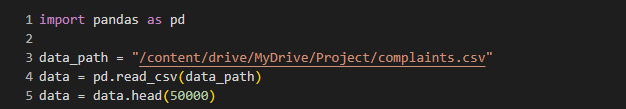 1 import pandas as pd
2
3 data_path = "/content/drive/MyDrive/Project/complaints.csv"
4 data = pd.read_csv(data_path)
5 data = data.head(50000)